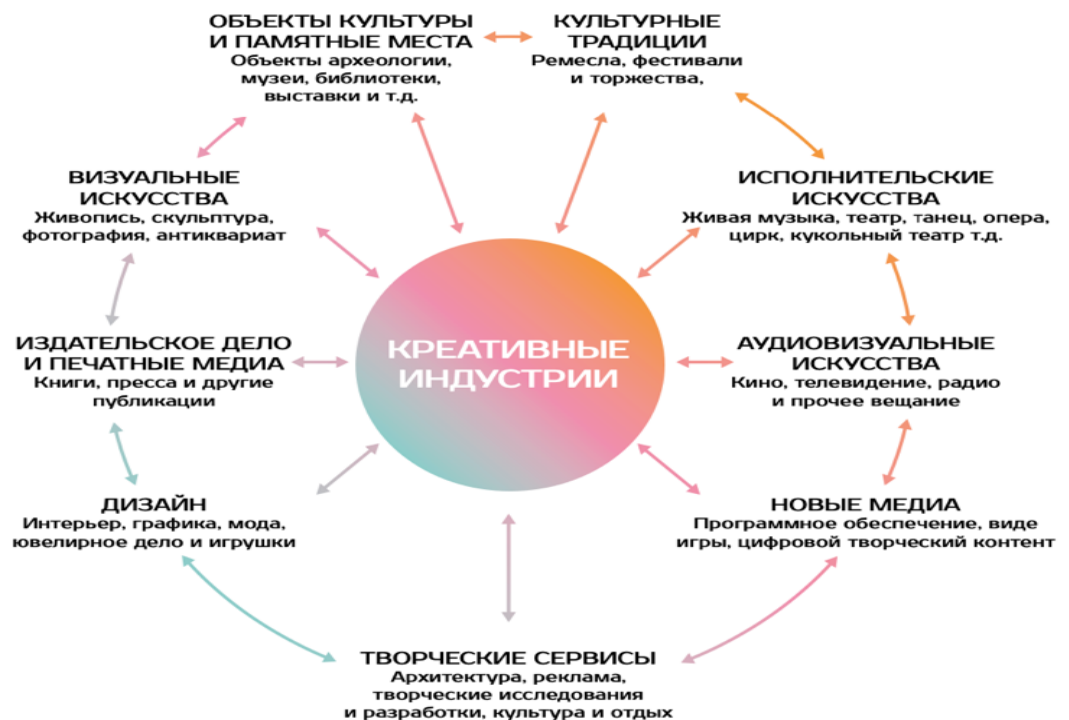 ОБЪЕКТЫ КУЛЬТУРЫ
И ПАМЯТНЫЕ МЕСТА
Объекты археологии,
музеи, библиотеки,
выставки и т.д.
КУЛЬТУРНЫЕ
ТРАДИЦИИ
Ремесла, фестивали
и торжества,
ВИЗУАЛЬНЫЕ
ИСКУССТВА
Живопись, скульптура,
фотография, антиквариат
ИСПОЛНИТЕЛЬСКИЕ
ИСКУССТВА
Живая музыка, театр, танец, опера,
цирк, кукольный театр т.д.
ИЗДАТЕЛЬСКОЕ ДЕЛО
И ПЕЧАТНЫЕ МЕДИА
Книги, пресса и другие
публикации
КРЕАТИВНЫЕ
ИНДУСТРИИ
АУДИОВИЗУАЛЬНЫЕ
ИСКУССТВА
Кино, телевидение, радио
и прочее вещание
ДИЗАЙН
Интерьер, графика, мода,
ювелирное дело и игрушки
НОВЫЕ МЕДИА
Программное обеспечение, виде
игры, цифровой творческий контент
ТВОРЧЕСКИЕ СЕРВИСЫ
Архитектура, реклама,
творческие исследования
и разработки, культура и отдых